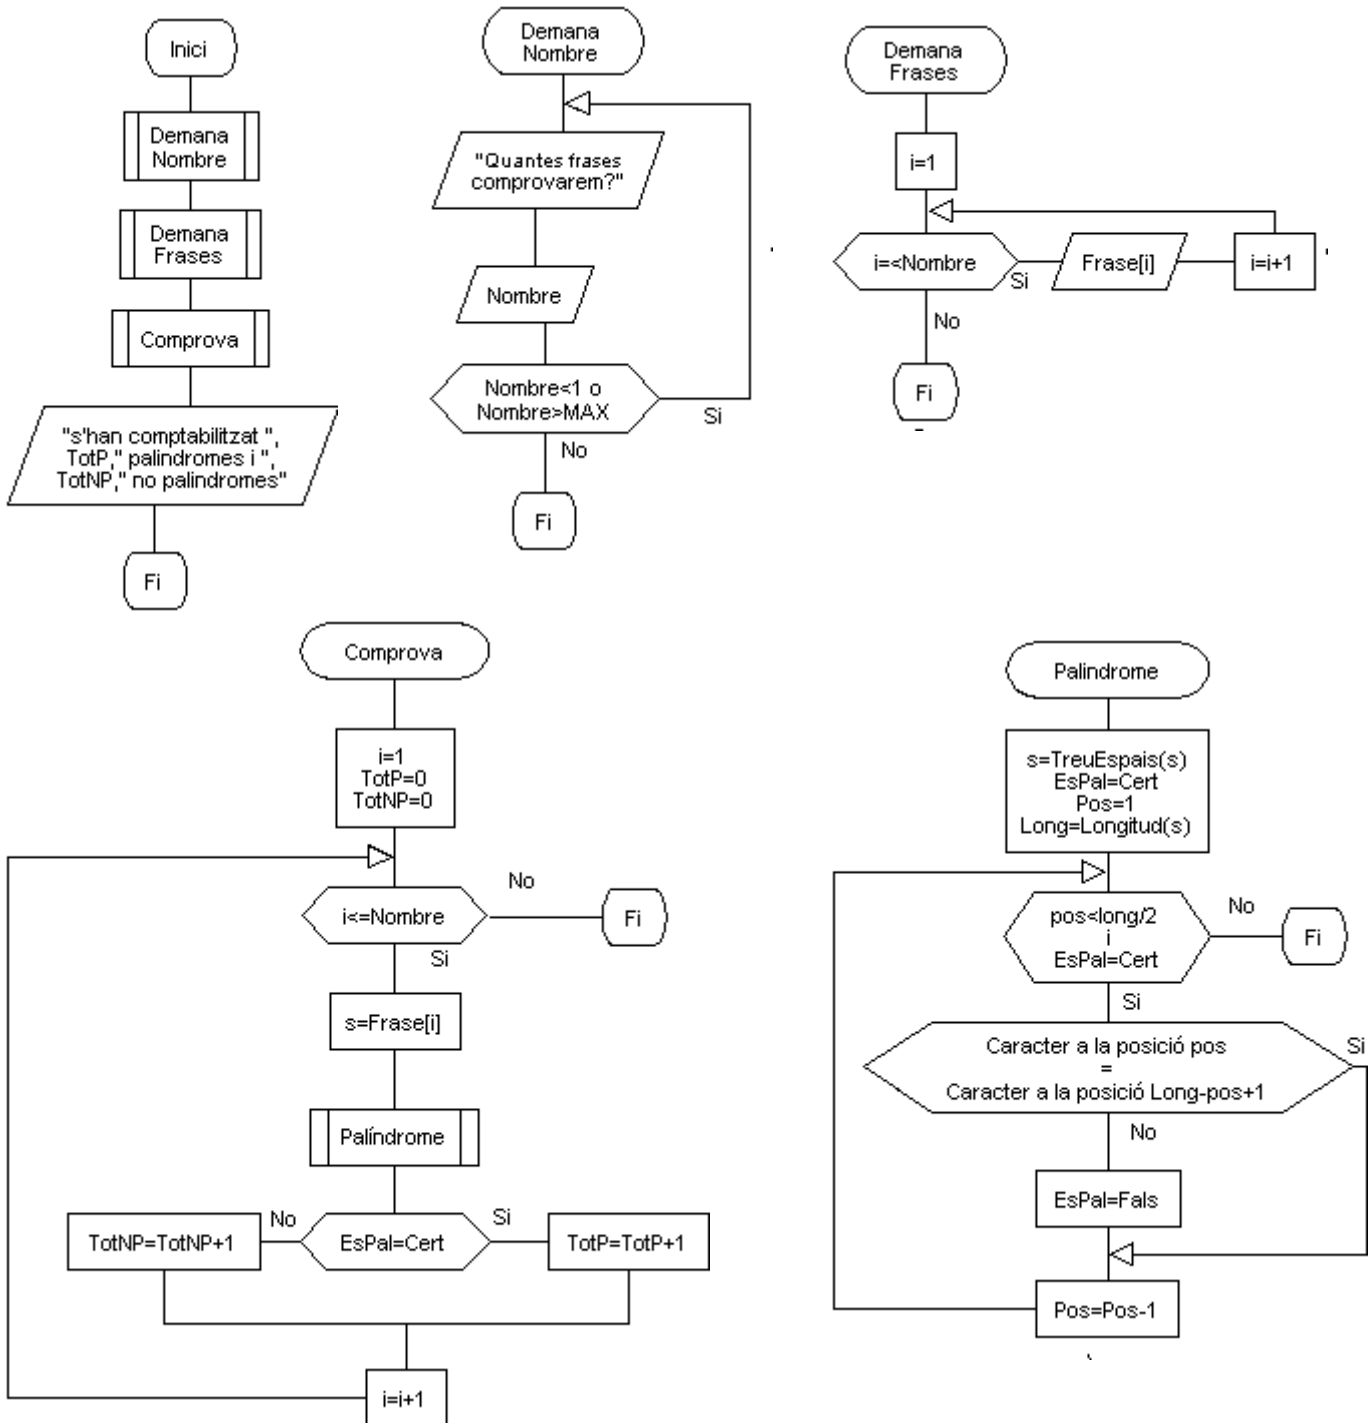 Inici
Demana
Nombre
Demana
Frases
Comprova
"s'han comptabilitzat ",
TotP," palindromes i ",
TotNP," no palindromes"
Fi
Demana
Nombre
"Quantes frases
comprovarem?"
Nombre
Nombre<1 o
Nombre>MAX
Si
No
Fi
Demana
Frases
i=1
i=<Nombre
Si
Frase[i]
i=i+1
No
Fi
Comprova
i=1
TotP=0
TotNP=0
i<=Nombre
No
Fi
Si
s=Frase[i]
Palíndrome
EsPal=Cert
No
TotNP=TotNP+1
Si
TotP=TotP+1
i=i+1
Palindrome
s=TreuEspais(s)
EsPal=Cert
Pos=1
Long=Longitud(s)
pos<long/2
i
EsPal=Cert
No
Fi
Si
Caracter a la posició pos
=
Caracter a la posició Long-pos+1
Si
No
EsPal=Fals
Pos=Pos-1